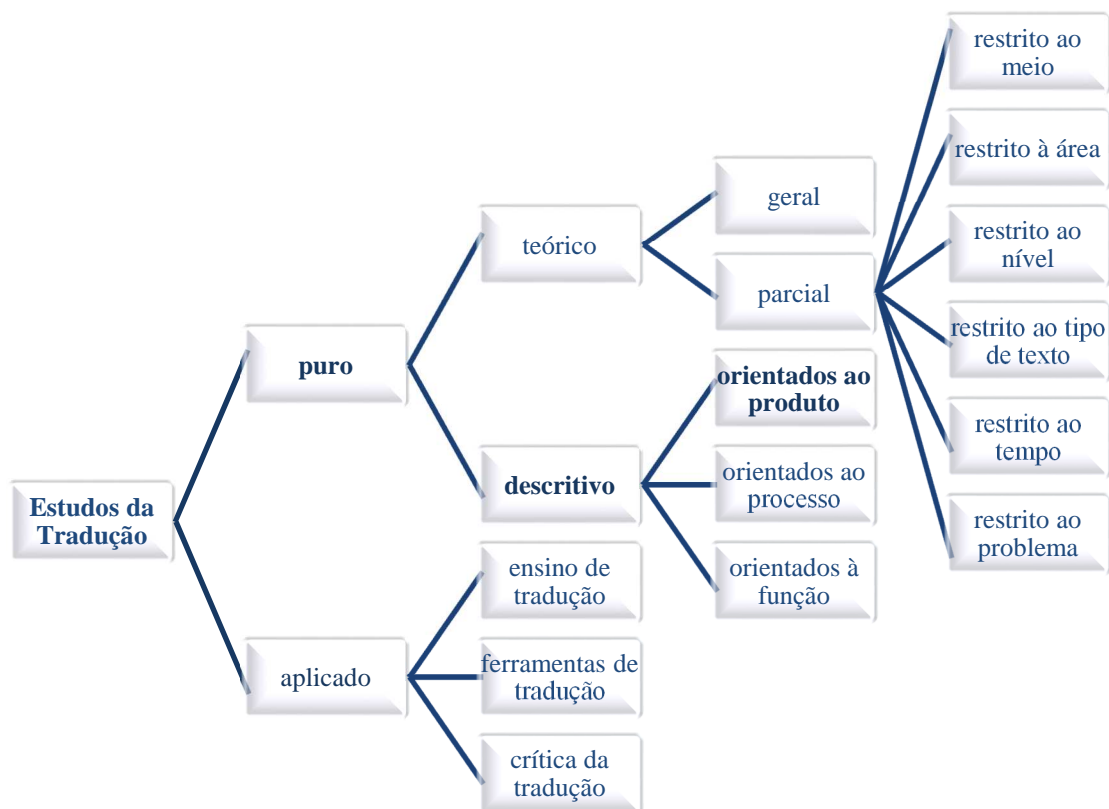 Estudos da
Tradução
puro
aplicado
teórico
descritivo
ensino de
tradução
ferramentas de
tradução
crítica da
tradução
geral
parcial
orientados ao
produto
orientados ao
processo
orientados à
função
restrito ao
meio
restrito à área
restrito ao
nível
restrito ao tipo
de texto
restrito ao
tempo
restrito ao
problema